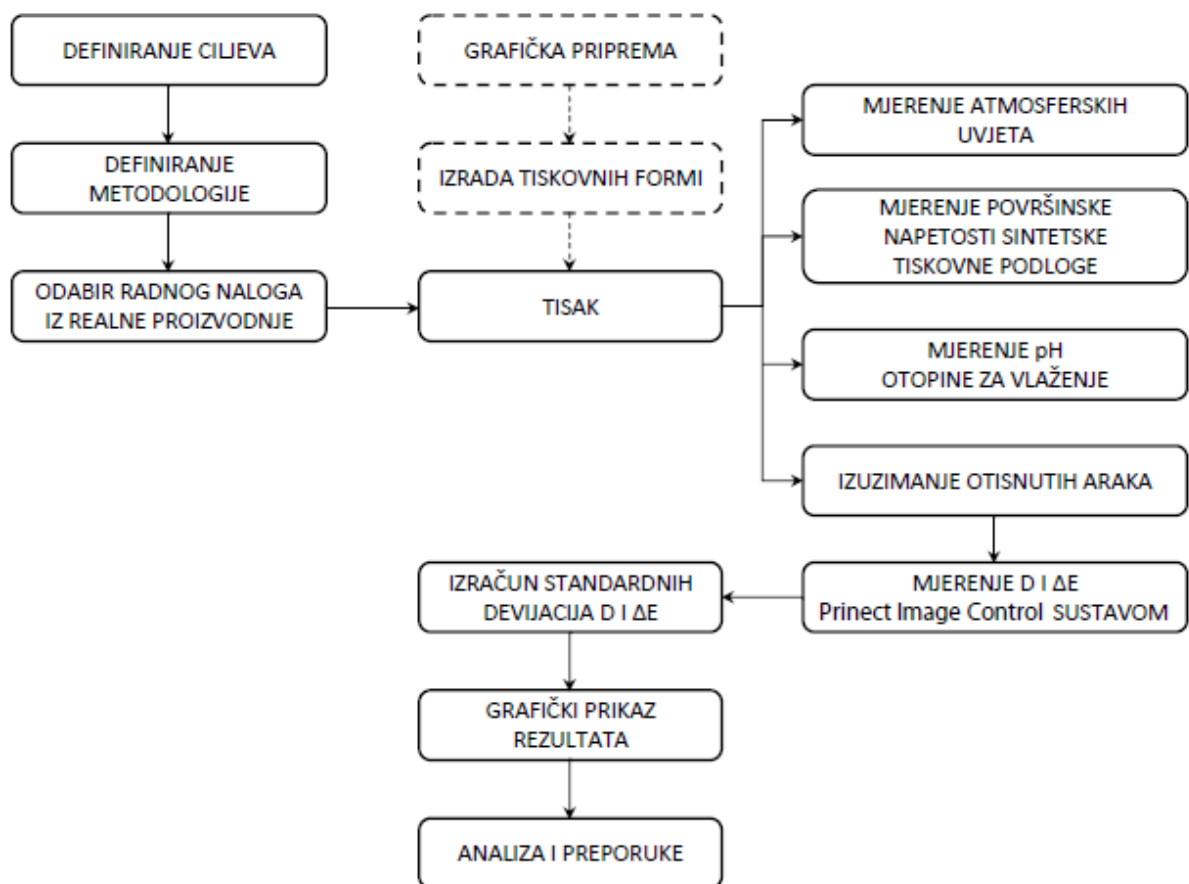 DEFINIRANJE CILJEVA
GRAFIČKA PRIPREMA
MJERENJE ATMOSFERSKIH
UVJETA
DEFINIRANJE
METODOLOGIJE
IZRADA TISKOVNIH FORMI
MJERENJE POVRŠINSKE
NAPETOSTI SINTETSKE
TISKOVNE PODLOGE
ODABIR RADNOG NALOGA
IZ REALNE PROIZVODNJE
TISAK
MJERENJE pH
OTOPINE ZA VLAŽENJE
IZUZIMANJE OTISNUTIH ARAKA
IZRAČUN STANDARDNIH
DEVIJACIJA D I ΔE
MJERENJE D I ΔE
Prinect Image Control SUSTAVOM
GRAFIČKI PRIKAZ
REZULTATA
ANALIZA I PREPORUKE